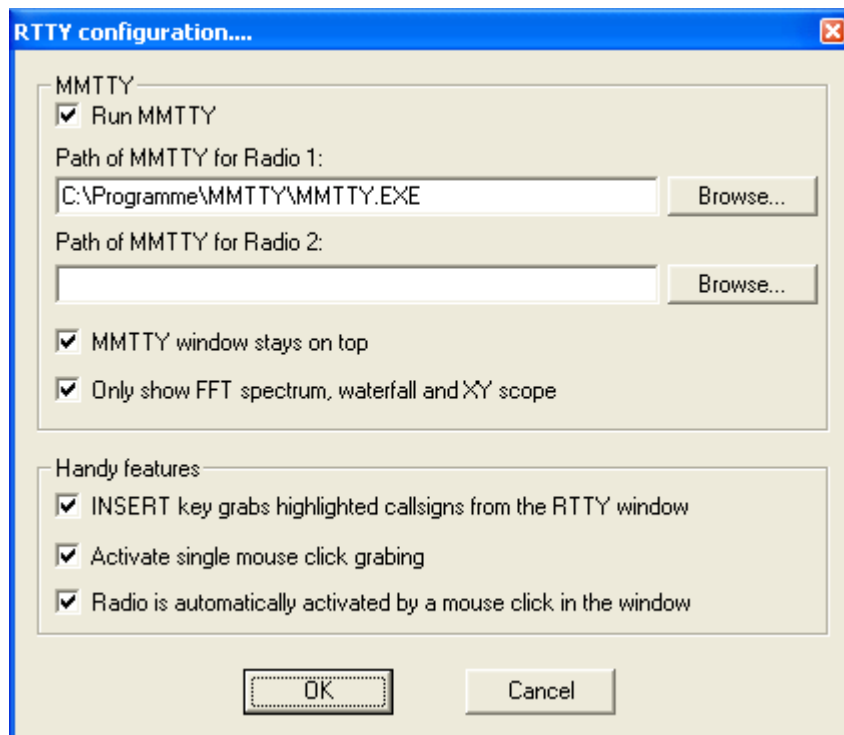 RTTY configuration....
MMTTY
Run MMTTY
Path of MMTTY for Radio 1:
C:\Programme\MMTTY\MMTTY.EXE
Browse...
Path of MMTTY for Radio 2:
Browse...
MMTTY window stays on top
Only show FFT spectrum, waterfall and XY scope
Handy features
INSERT key grabs highlighted callsigns from the RTTY window
Activate single mouse click grabing
Radio is automatically activated by a mouse click in the window
OK
Cancel